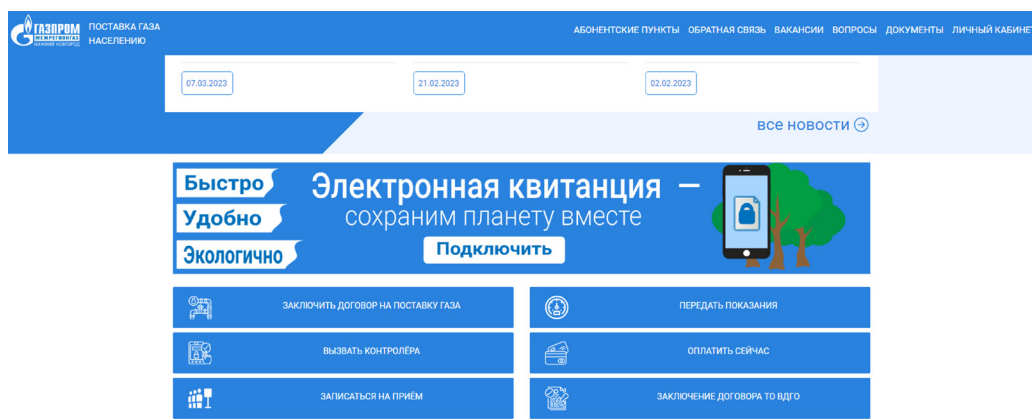 ГАЗПРОМ
МЕЖРЕГИОНГАЗ
НИЖНИЙ НОВГОРОД
ПОСТАВКА ГАЗА
НАСЕЛЕНИЮ
АБОНЕНТСКИЕ ПУНКТЫ ОБРАТНАЯ СВЯЗЬ ВАКАНСИИ ВОПРОСЫ ДОКУМЕНТЫ ЛИЧНЫЙ КАБИНЕ
07.03.2023 21.02.2023 02.02.2023
все новости
Быстро
Удобно
Экологично
Электронная квитанция –
сохраним планету вместе
Подключить
ЗАКЛЮЧИТЬ ДОГОВОР НА ПОСТАВКУ ГАЗА ПЕРЕДАТЬ ПОКАЗАНИЯ
ВЫЗВАТЬ КОНТРОЛЁРА ОПЛАТИТЬ СЕЙЧАС
ЗАПИСАТЬСЯ НА ПРИЁМ ЗАКЛЮЧЕНИЕ ДОГОВОРА ТО ВДГО